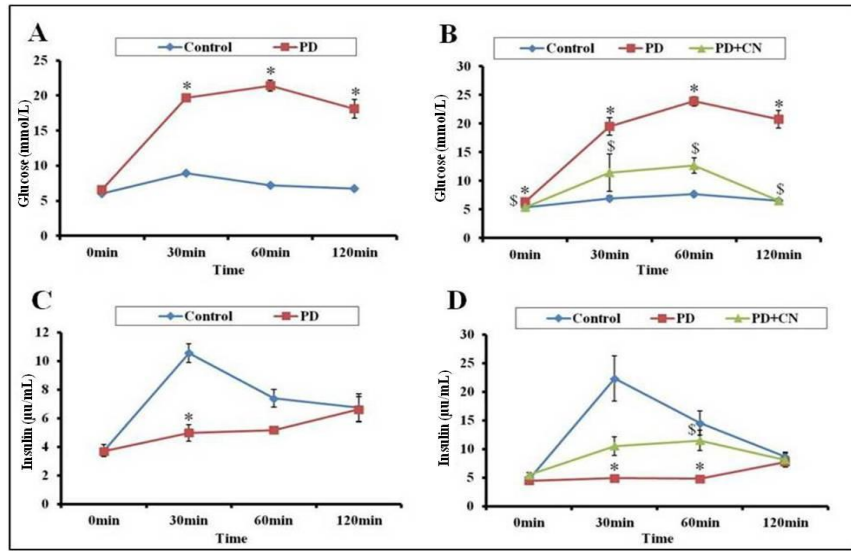 A
Control PD
25
20
15
10
5
0
Glucose (mmol/L)
* * *
0min 30min 60min 120min
Time
B
Control PD PD+CN
30
25
20
15
10
5
0
Glucose (mmol/L)
$ * * * *
$ $ $
0min 30min 60min 120min
Time
C
Control PD
12
10
8
6
4
2
0
Insulin (µu/mL)
*
0min 30min 60min 120min
Time
D
Control PD PD+CN
30
25
20
15
10
5
0
Insulin (µu/mL)
$
* *
0min 30min 60min 120min
Time